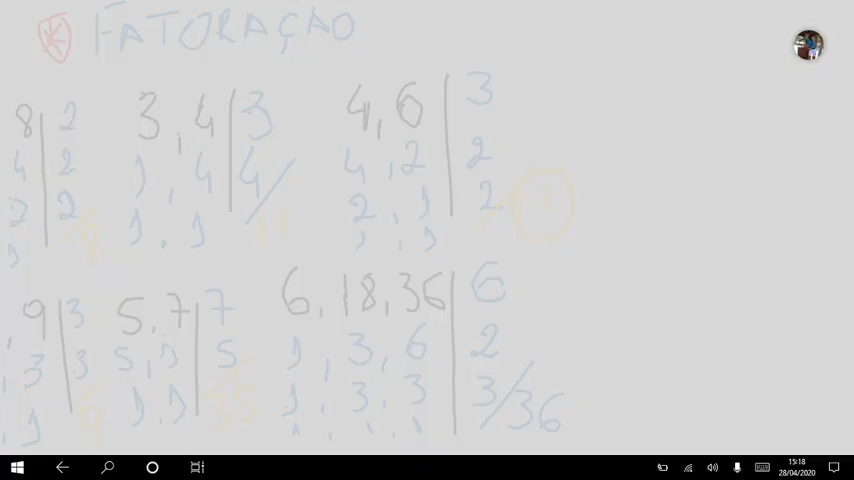 * FATORAÇÃO
8 | 2 3, 4 | 3 4, 6 | 3
4 | 2 1, 4 | 4/ 4, 2 | 2
2 | 2 1, 1 2, 1 | 2
1 1, 1
, 9 | 3 5, 7 | 7 6, 18, 36 | 6
, 3 | 3 5, 1 | 5 1, 3, 6 | 2
, 1 1, 1 1, 3, 3 | 3/36
1, 1, 1
15:18
28/04/2020